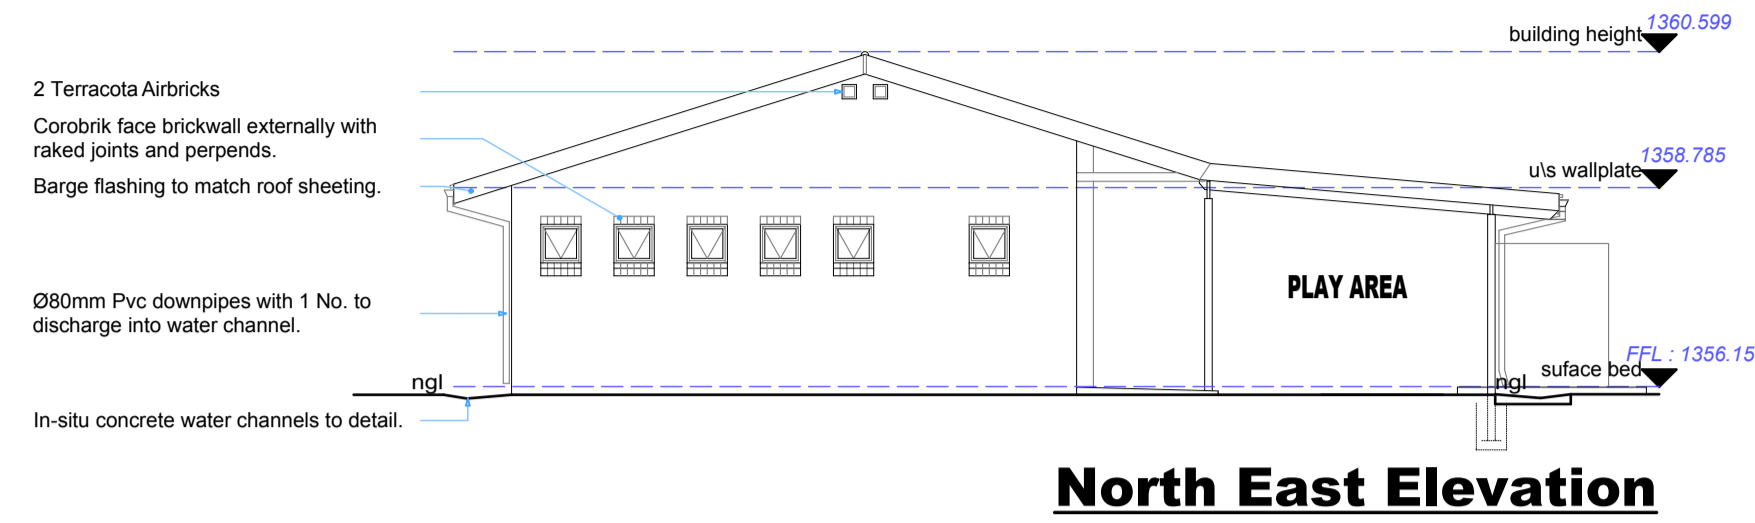 1360.599
building height
2 Terracota Airbricks
Corobrik face brickwall externally with
raked joints and perpends.
1358.785
u\s wallplate
Barge flashing to match roof sheeting.
PLAY AREA
Ø80mm Pvc downpipes with 1 No. to
discharge into water channel.
FFL : 1356.15
suface bed
ngl
ngl
In-situ concrete water channels to detail.
North East Elevation